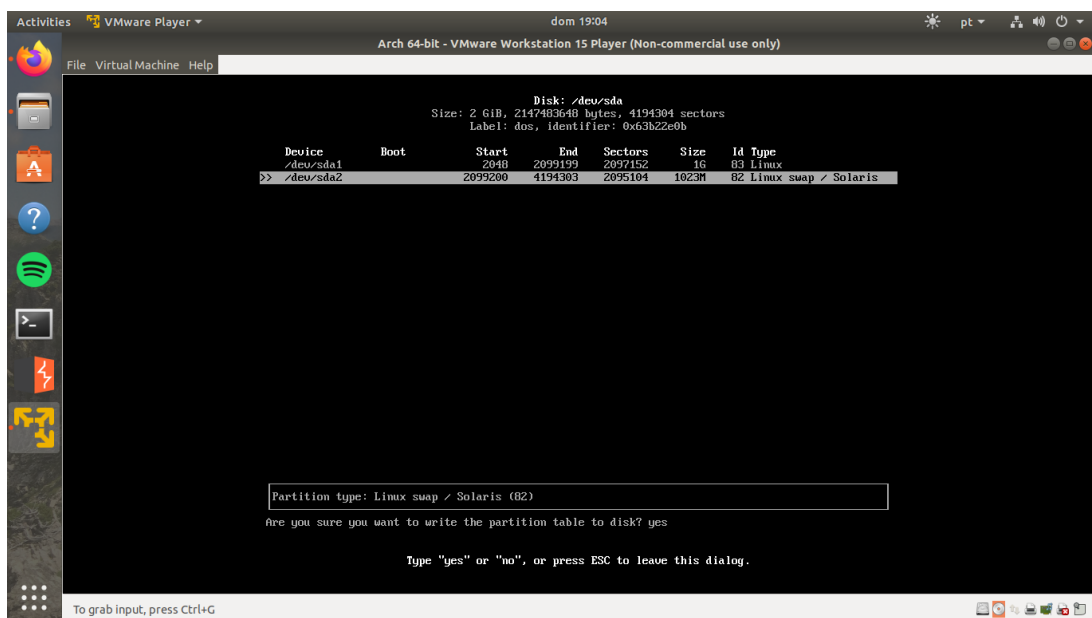 Activities VMware Player dom 19:04 pt
Arch 64-bit - VMware Workstation 15 Player (Non-commercial use only)
File Virtual Machine Help
Disk: /dev/sda
Size: 2 GiB, 2147483648 bytes, 4194304 sectors
Label: dos, identifier: 0x63b22e0b
Device Boot Start End Sectors Size Id Type
/dev/sda1 2048 2099199 2097152 1G 83 Linux
>> /dev/sda2 2099200 4194303 2095104 1023M 82 Linux swap / Solaris
Partition type: Linux swap / Solaris (82)
Are you sure you want to write the partition table to disk? yes
Type "yes" or "no", or press ESC to leave this dialog.
To grab input, press Ctrl+G